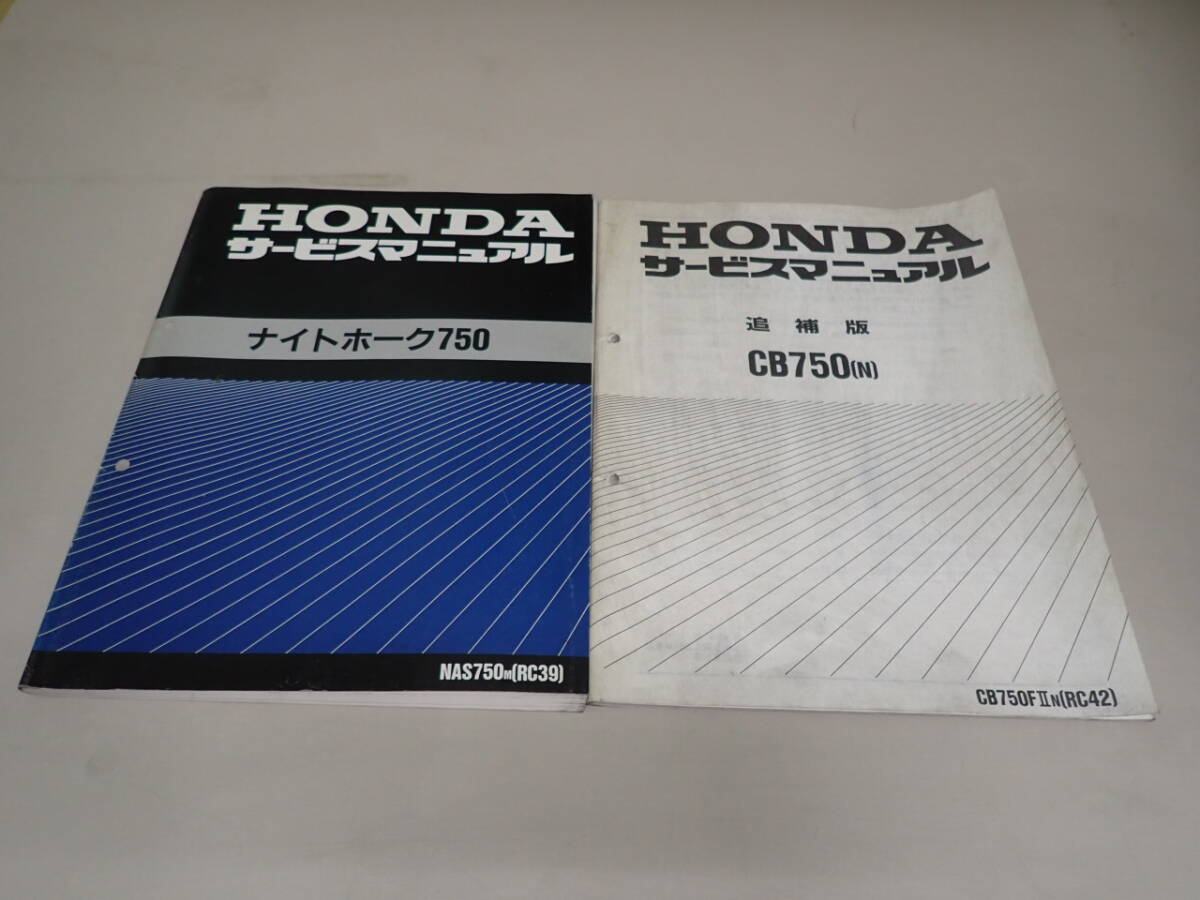 HONDA
サービスマニュアル
ナイトホーク750
NAS750M(RC39)
HONDA
サービスマニュアル
追補版
CB750(N)
CB750FⅡN(RC42)